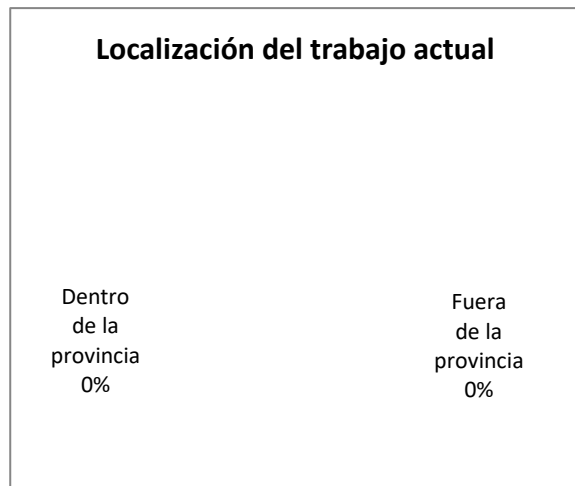 Localización del trabajo actual
Dentro
de la
provincia
0%
Fuera
de la
provincia
0%